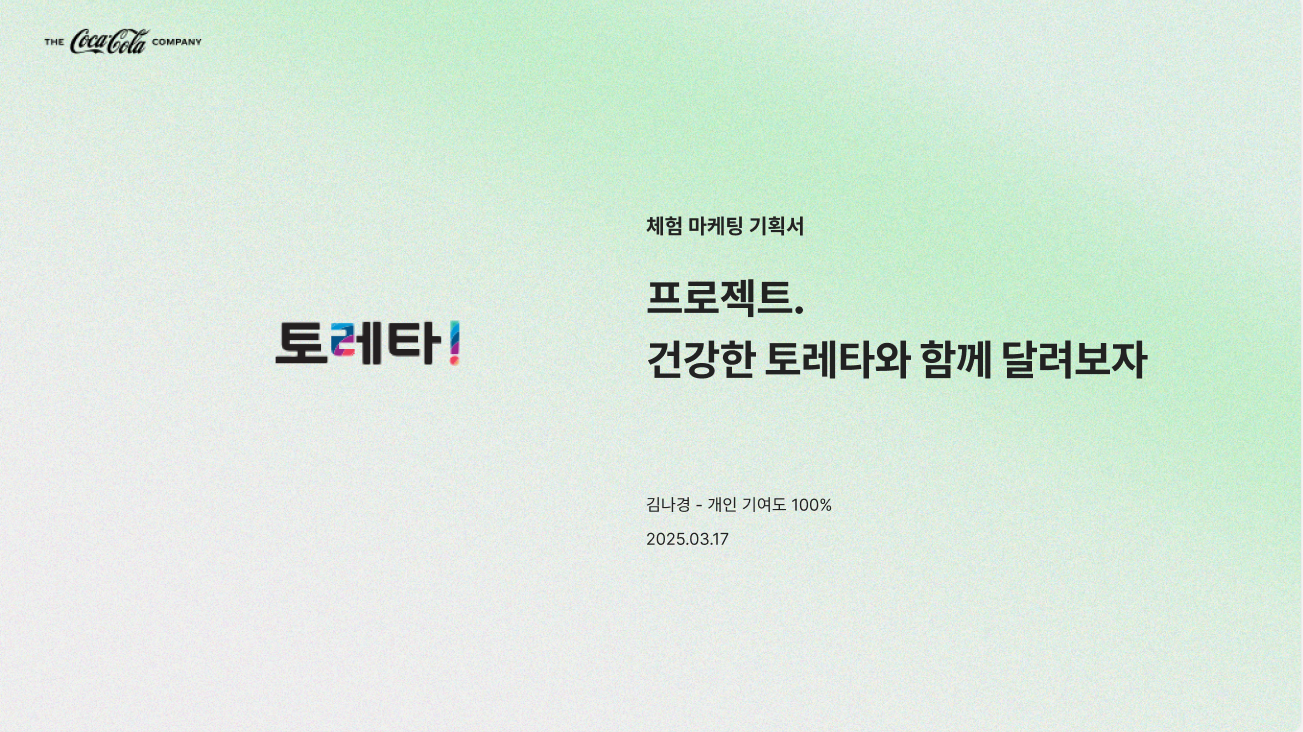 THE Coca-Cola COMPANY
체험 마케팅 기획서
프로젝트.
건강한 토레타와 함께 달려보자
토레타!
김나경 - 개인 기여도 100%
2025.03.17